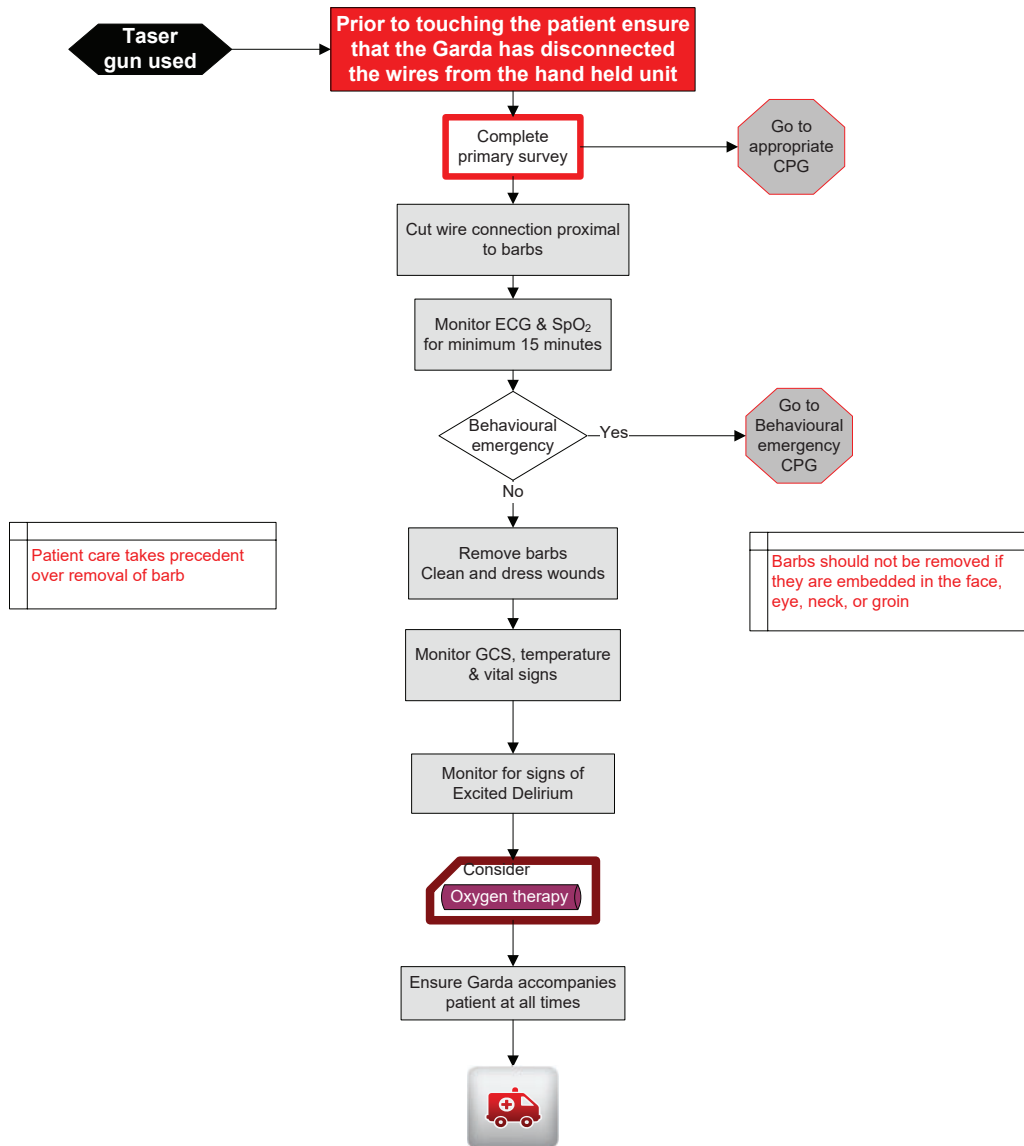 Taser
gun used
Prior to touching the patient ensure
that the Garda has disconnected
the wires from the hand held unit
Complete
primary survey
Go to
appropriate
CPG
Cut wire connection proximal
to barbs
Monitor ECG & SpO₂
for minimum 15 minutes
Behavioural
emergency
Yes
Go to
Behavioural
emergency
CPG
No
Patient care takes precedent
over removal of barb
Remove barbs
Clean and dress wounds
Barbs should not be removed if
they are embedded in the face,
eye, neck, or groin
Monitor GCS, temperature
& vital signs
Monitor for signs of
Excited Delirium
Consider
Oxygen therapy
Ensure Garda accompanies
patient at all times